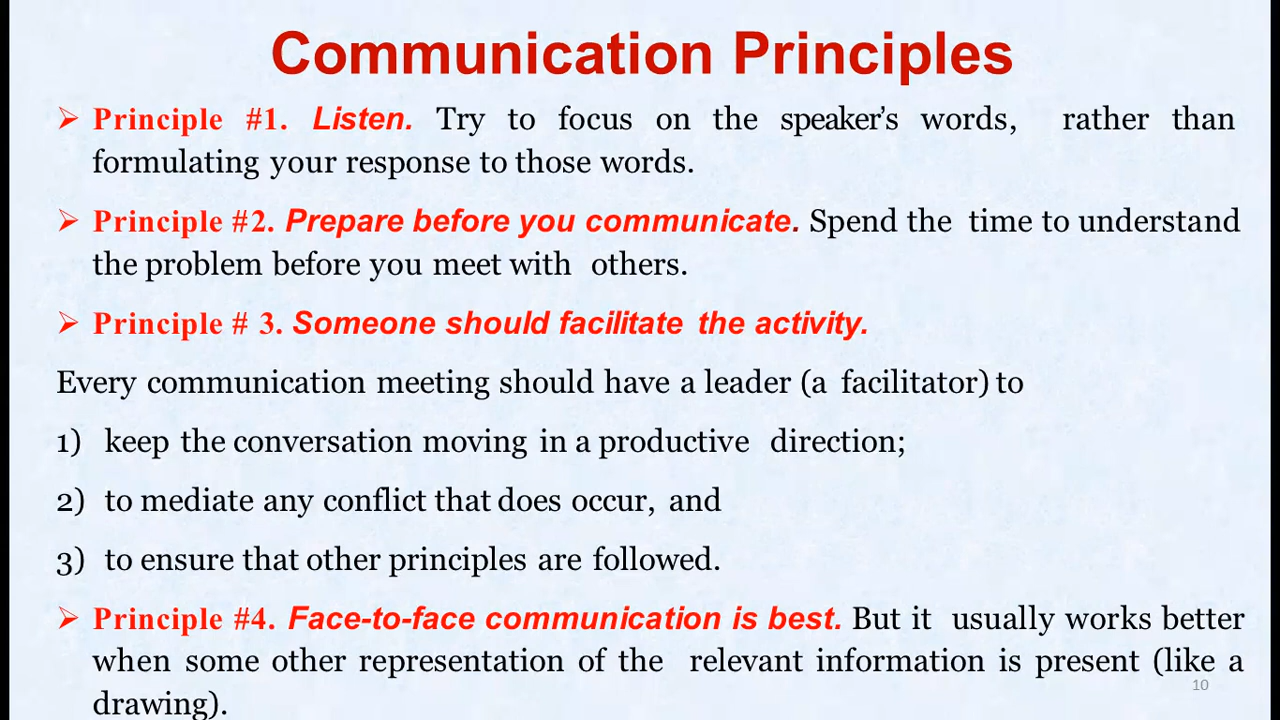 Communication Principles
➢ Principle #1. Listen. Try to focus on the speaker’s words, rather than
formulating your response to those words.
➢ Principle #2. Prepare before you communicate. Spend the time to understand
the problem before you meet with others.
➢ Principle # 3. Someone should facilitate the activity.
Every communication meeting should have a leader (a facilitator) to
1) keep the conversation moving in a productive direction;
2) to mediate any conflict that does occur, and
3) to ensure that other principles are followed.
➢ Principle #4. Face-to-face communication is best. But it usually works better
when some other representation of the relevant information is present (like a
drawing).
10